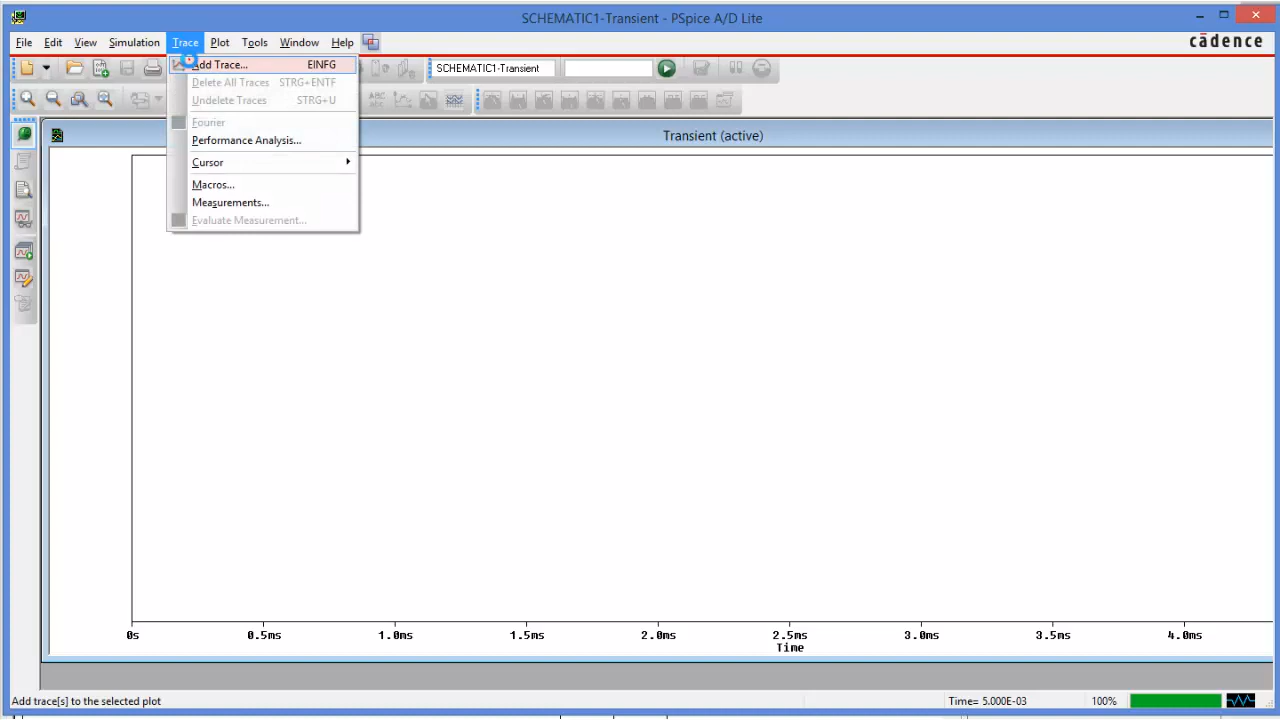 SCHEMATIC1-Transient - PSpice A/D Lite
File Edit View Simulation Trace Plot Tools Window Help
cādence
Add Trace... EINFG
SCHEMATIC1-Transient
Delete All Traces STRG+ENTF
Undelete Traces STRG+U
ABC
Fourier
Transient (active)
Performance Analysis...
Cursor
Macros...
Measurements...
Evaluate Measurement...
0s 0.5ms 1.0ms 1.5ms 2.0ms 2.5ms 3.0ms 3.5ms 4.0ms
Time
Add trace[s] to the selected plot Time= 5.000E-03 100%